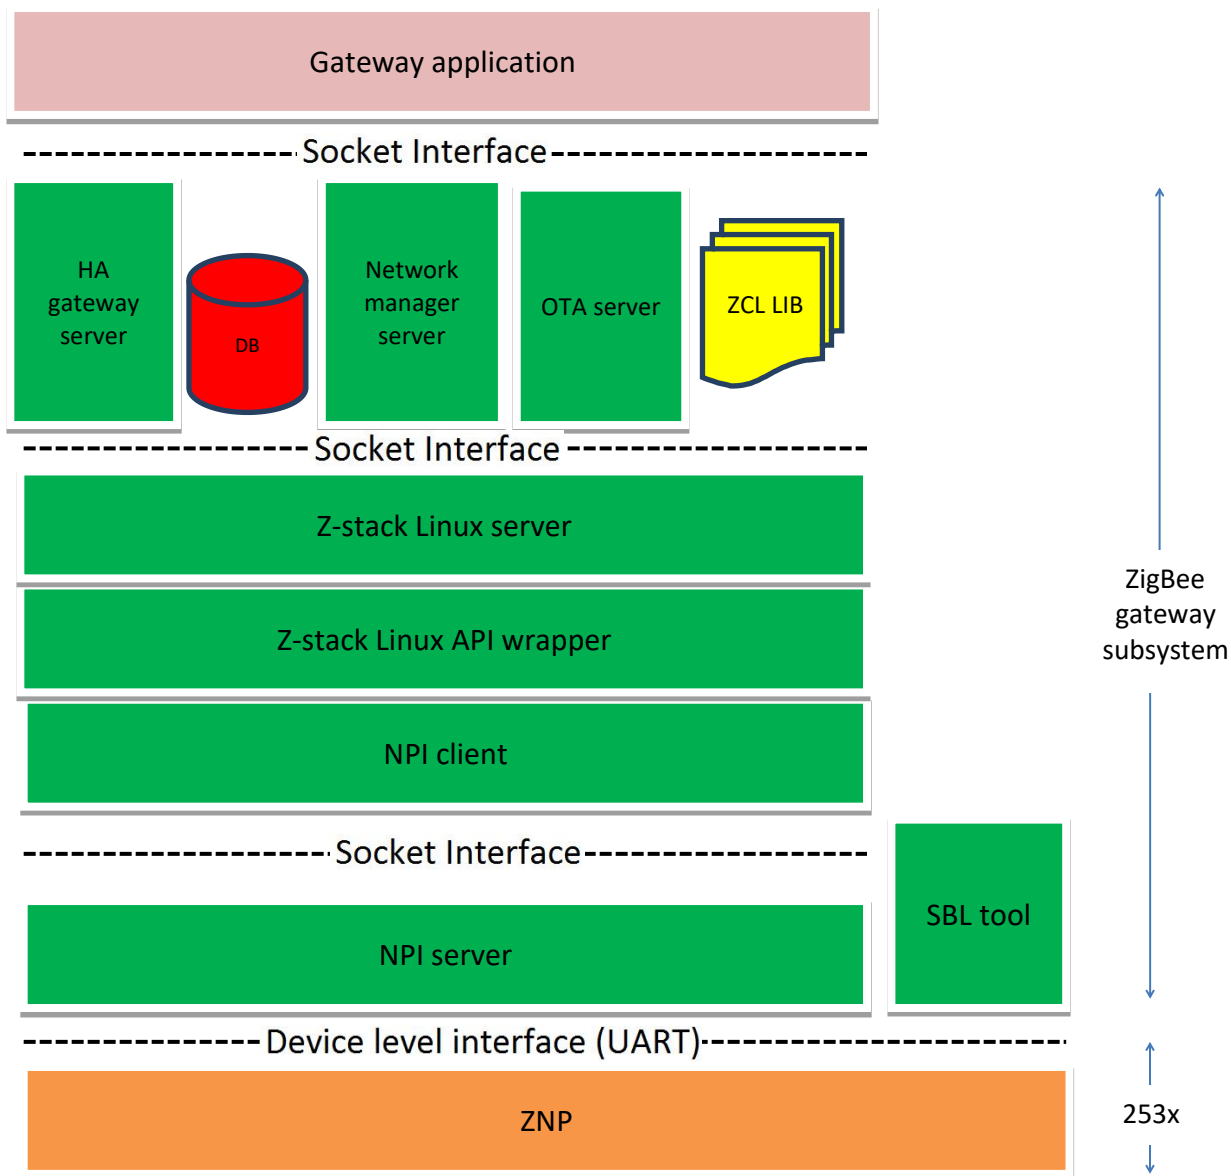 Gateway application
Socket Interface
HA
gateway
server
DB
Network
manager
server
OTA server
ZCL LIB
Socket Interface
Z-stack Linux server
Z-stack Linux API wrapper
NPI client
Socket Interface
NPI server
SBL tool
ZigBee
gateway
subsystem
Device level interface (UART)
ZNP
253x